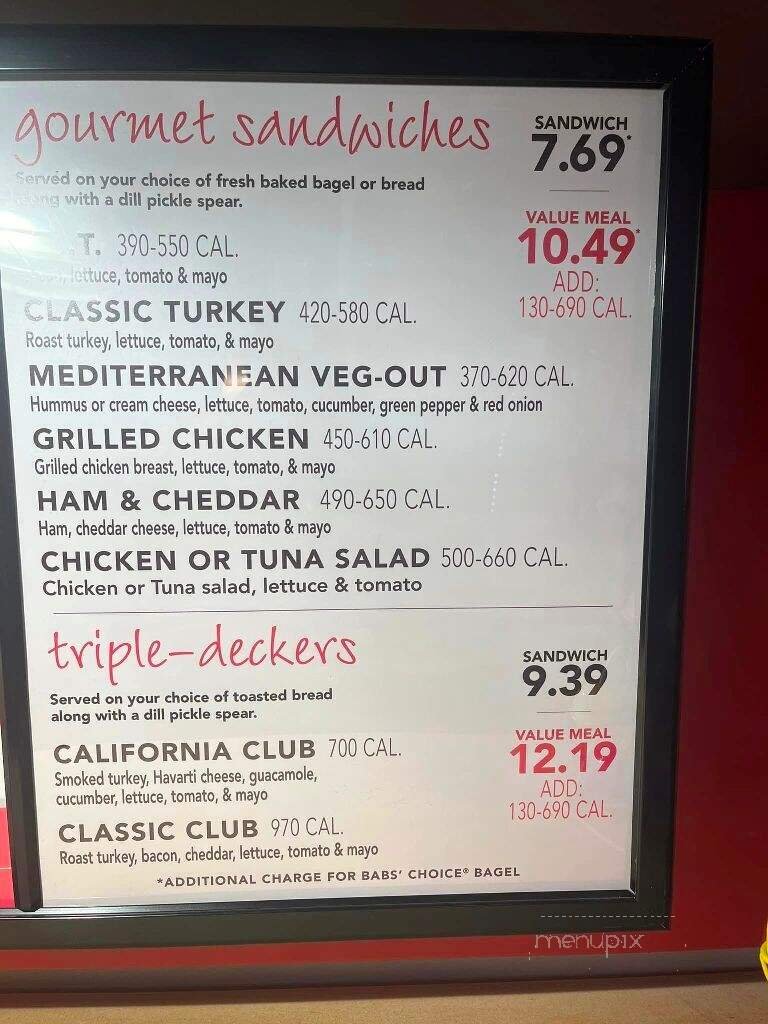 gourmet sandwiches
SANDWICH
7.69*
Served on your choice of fresh baked bagel or bread
with a dill pickle spear.
VALUE MEAL
10.49*
ADD:
130-690 CAL.
.T. 390-550 CAL.
lettuce, tomato & mayo
CLASSIC TURKEY 420-580 CAL.
Roast turkey, lettuce, tomato, & mayo
MEDITERRANEAN VEG-OUT 370-620 CAL.
Hummus or cream cheese, lettuce, tomato, cucumber, green pepper & red onion
GRILLED CHICKEN 450-610 CAL.
Grilled chicken breast, lettuce, tomato, & mayo
HAM & CHEDDAR 490-650 CAL.
Ham, cheddar cheese, lettuce, tomato & mayo
CHICKEN OR TUNA SALAD 500-660 CAL.
Chicken or Tuna salad, lettuce & tomato
triple-deckers
SANDWICH
9.39
Served on your choice of toasted bread
along with a dill pickle spear.
VALUE MEAL
12.19
ADD:
130-690 CAL.
CALIFORNIA CLUB 700 CAL.
Smoked turkey, Havarti cheese, guacamole,
cucumber, lettuce, tomato, & mayo
CLASSIC CLUB 970 CAL.
Roast turkey, bacon, cheddar, lettuce, tomato & mayo
*ADDITIONAL CHARGE FOR BABS' CHOICE® BAGEL
menupix